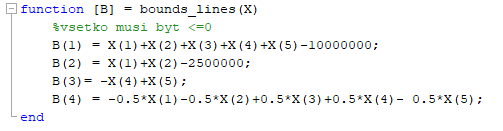 function [B] = bounds_lines(X)
%vsetko musi byt <=0
B(1) = X(1)+X(2)+X(3)+X(4)+X(5)-10000000;
B(2) = X(1)+X(2)-2500000;
B(3)= -X(4)+X(5);
B(4) = -0.5*X(1)-0.5*X(2)+0.5*X(3)+0.5*X(4)- 0.5*X(5);
end